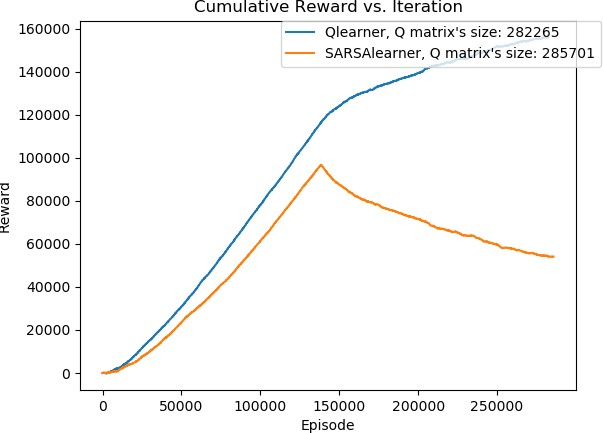 Cumulative Reward vs. Iteration
Qlearner, Q matrix's size: 282265
SARSAlearner, Q matrix's size: 285701
Reward
160000
140000
120000
100000
80000
60000
40000
20000
0
0 50000 100000 150000 200000 250000
Episode